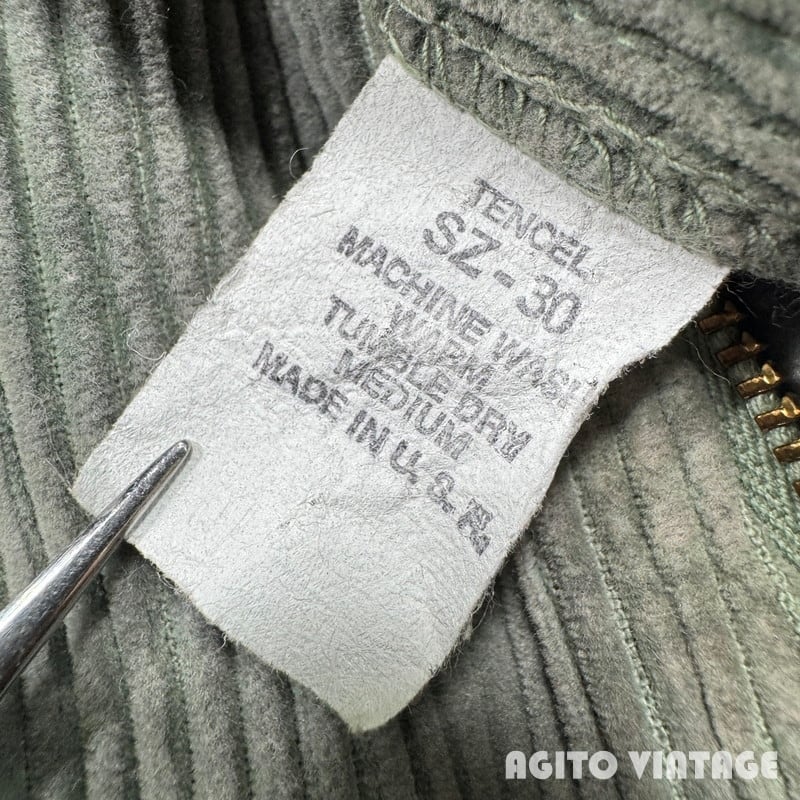 TENCEL
SZ - 30
MACHINE WASH
WARM
TUMBLE DRY
MEDIUM
MADE IN U.S.A.
AGITO VINTAGE